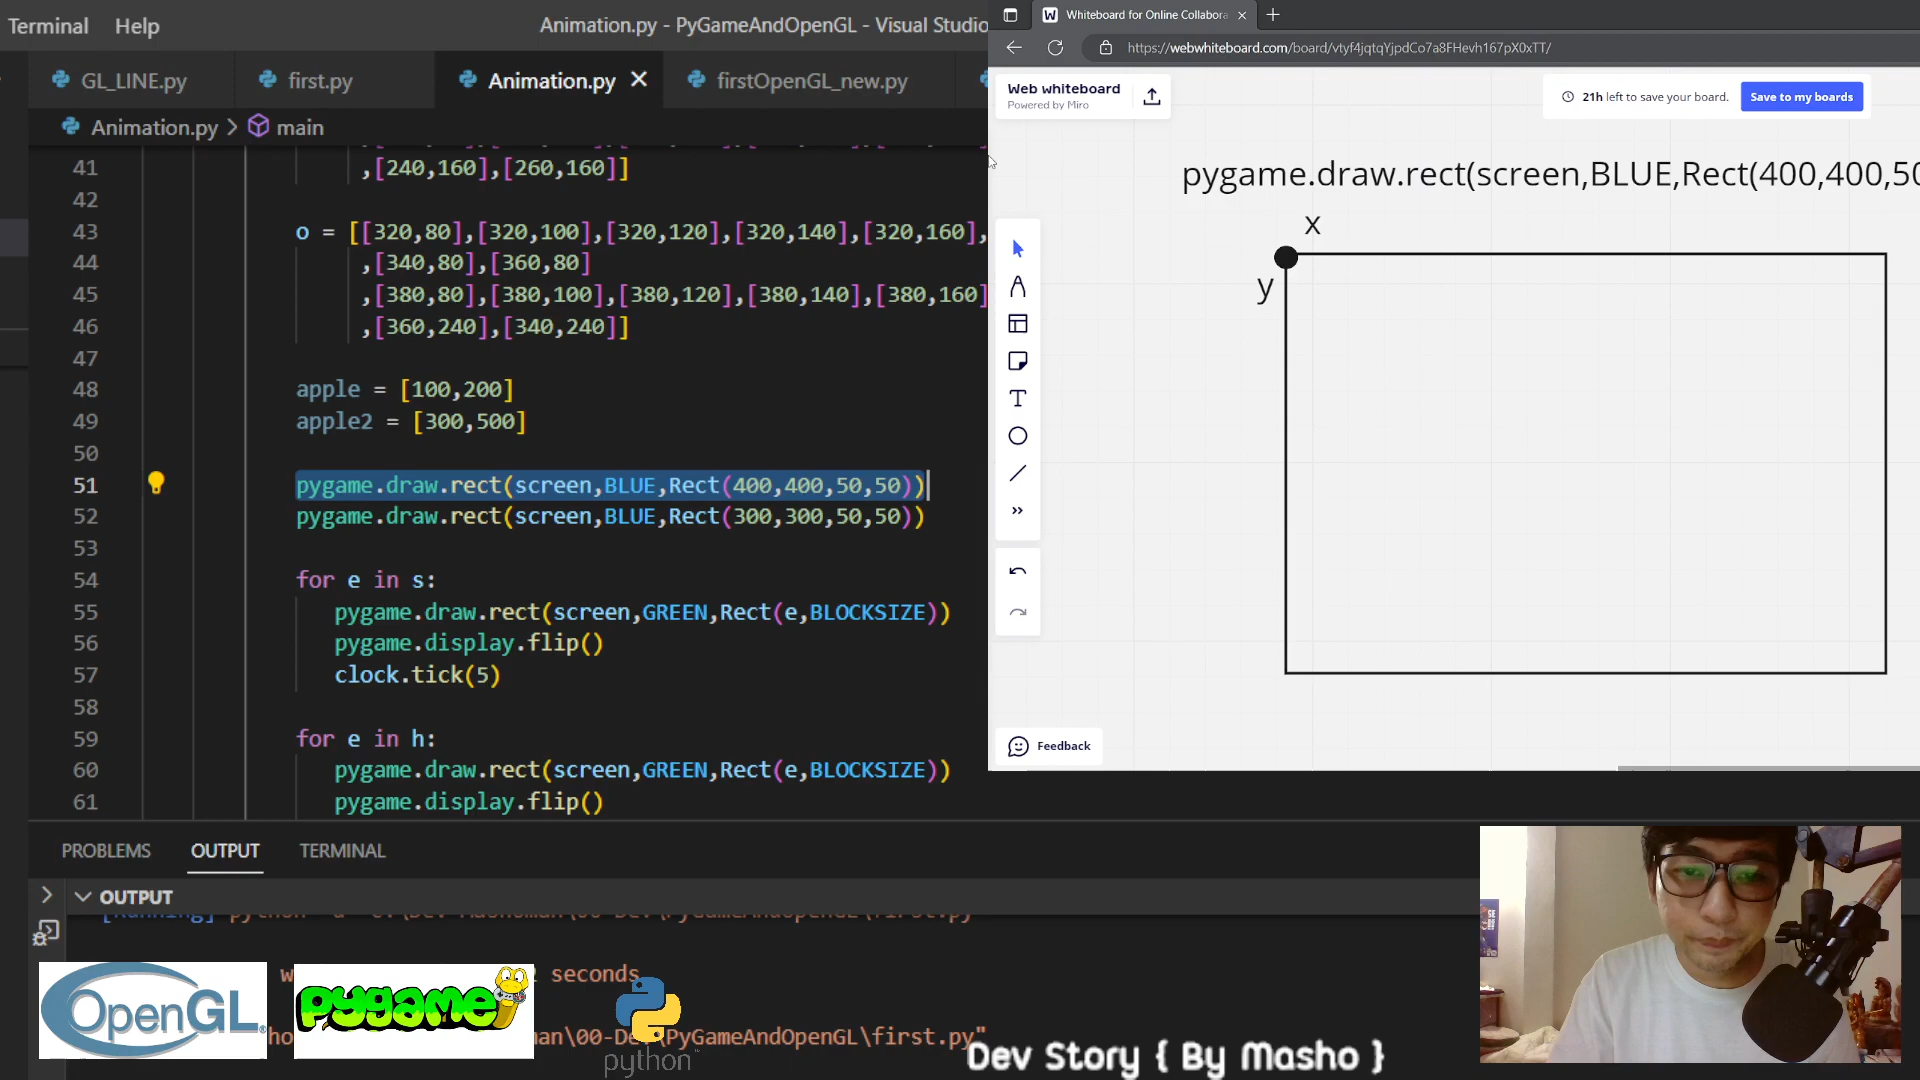 Terminal Help
Animation.py - PyGameAndOpenGL - Visual Studio
GL_LINE.py first.py Animation.py firstOpenGL_new.py
Animation.py > main
41 ,[240,160],[260,160]]
42
43 o = [[320,80],[320,100],[320,120],[320,140],[320,160],
44 ,[340,80],[360,80]
45 ,[380,80],[380,100],[380,120],[380,140],[380,160]
46 ,[360,240],[340,240]]
47
48 apple = [100,200]
49 apple2 = [300,500]
50
51 pygame.draw.rect(screen,BLUE,Rect(400,400,50,50))
52 pygame.draw.rect(screen,BLUE,Rect(300,300,50,50))
53
54 for e in s:
55 pygame.draw.rect(screen,GREEN,Rect(e,BLOCKSIZE))
56 pygame.display.flip()
57 clock.tick(5)
58
59 for e in h:
60 pygame.draw.rect(screen,GREEN,Rect(e,BLOCKSIZE))
61 pygame.display.flip()
PROBLEMS OUTPUT TERMINAL
OUTPUT
seconds
\00-Dev\PyGameAndOpenGL\first.py"
OpenGL
pygame
python
Dev Story { By Masho }
Whiteboard for Online Collabora
https://webwhiteboard.com/board/vtyf4jqtqYjpdCo7a8FHevh167pX0xTT/
Web whiteboard
Powered by Miro
21h left to save your board.
Save to my boards
pygame.draw.rect(screen,BLUE,Rect(400,400,50
x
y
Feedback